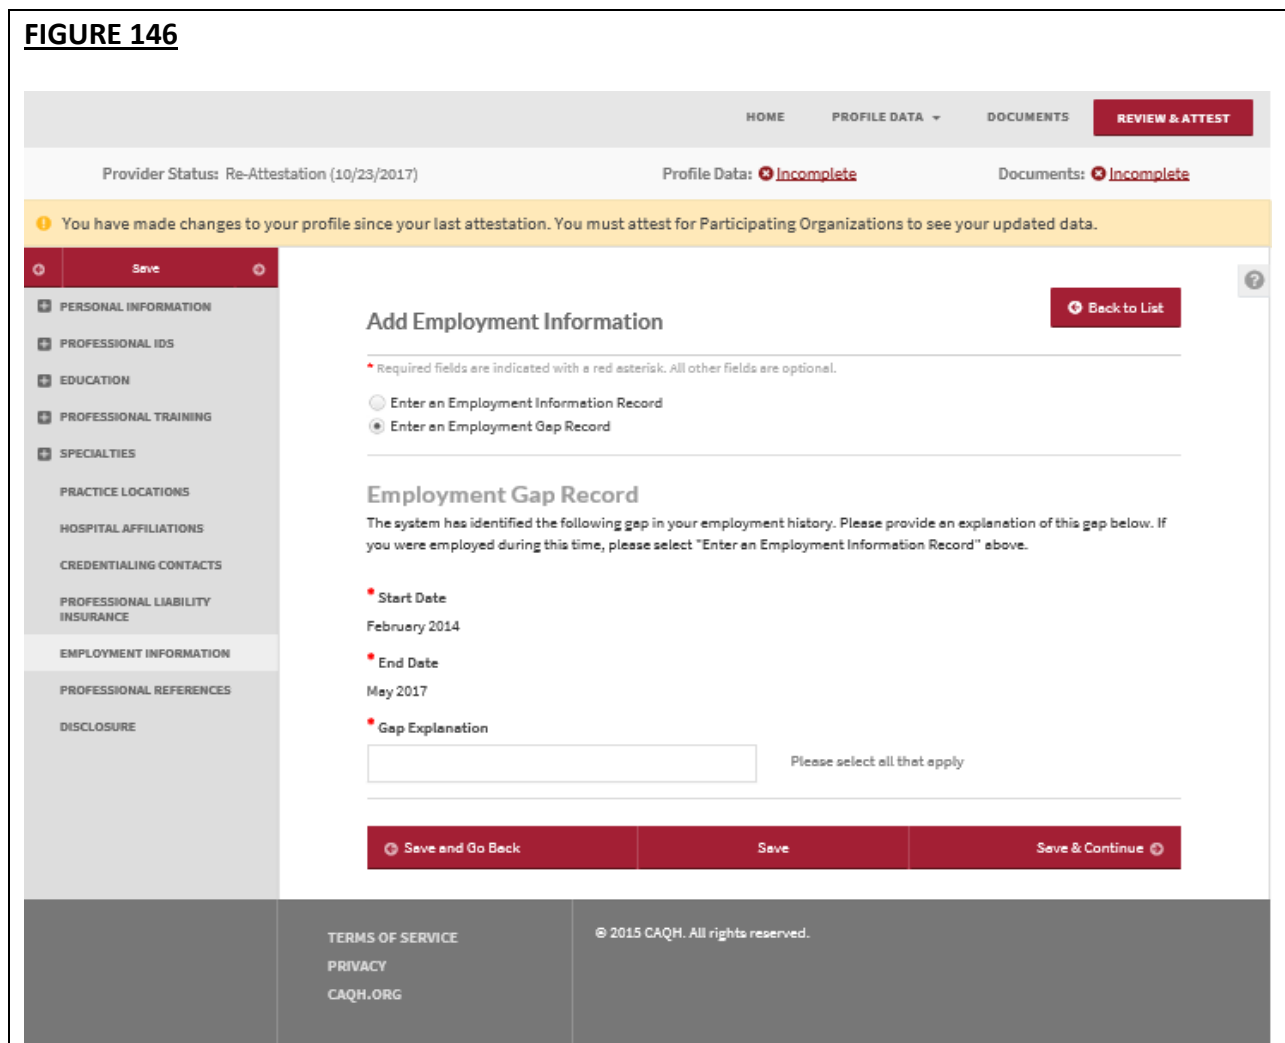 FIGURE 146
HOME PROFILE DATA DOCUMENTS REVIEW & ATTEST
Provider Status: Re-Attestation (10/23/2017) Profile Data: Incomplete Documents: Incomplete
You have made changes to your profile since your last attestation. You must attest for Participating Organizations to see your updated data.
Save
PERSONAL INFORMATION
PROFESSIONAL IDS
EDUCATION
PROFESSIONAL TRAINING
SPECIALTIES
PRACTICE LOCATIONS
HOSPITAL AFFILIATIONS
CREDENTIALING CONTACTS
PROFESSIONAL LIABILITY
INSURANCE
EMPLOYMENT INFORMATION
PROFESSIONAL REFERENCES
DISCLOSURE
Add Employment Information
Back to List
* Required fields are indicated with a red asterisk. All other fields are optional.
Enter an Employment Information Record
Enter an Employment Gap Record
Employment Gap Record
The system has identified the following gap in your employment history. Please provide an explanation of this gap below. If
you were employed during this time, please select "Enter an Employment Information Record" above.
* Start Date
February 2014
* End Date
May 2017
* Gap Explanation
Please select all that apply
Save and Go Back Save Save & Continue
TERMS OF SERVICE
PRIVACY
CAQH.ORG
© 2015 CAQH. All rights reserved.